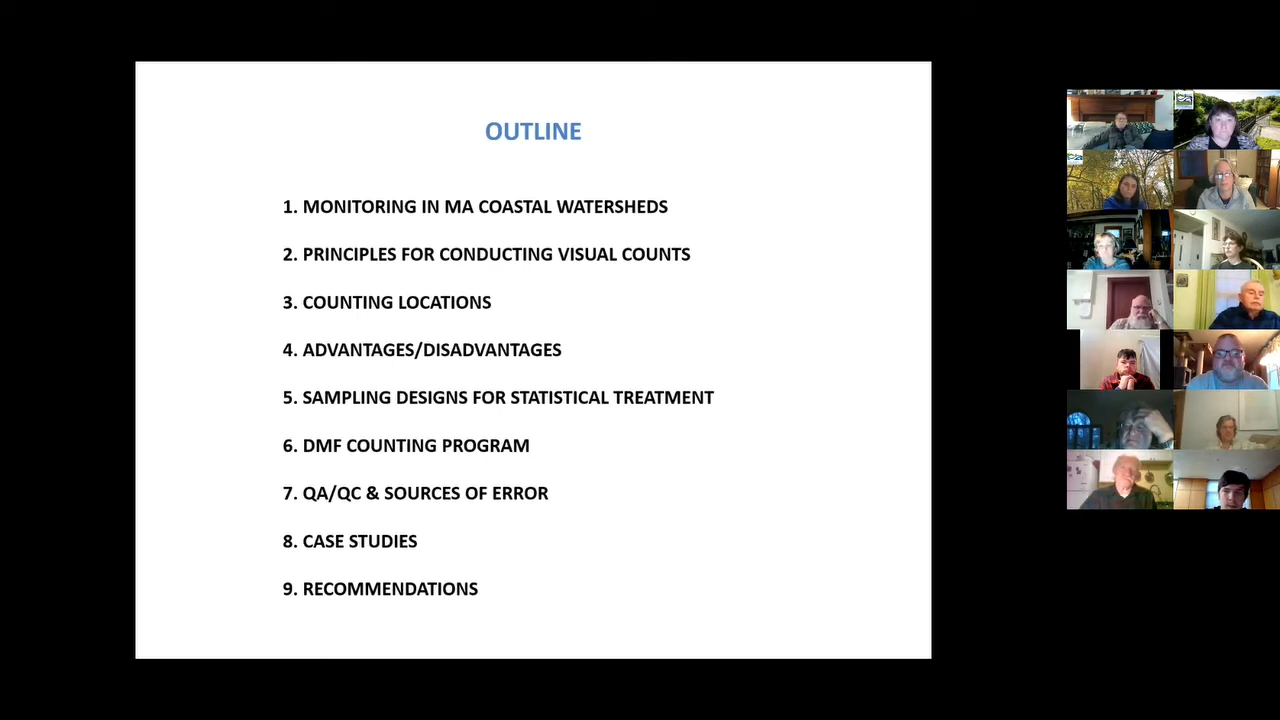 OUTLINE
1. MONITORING IN MA COASTAL WATERSHEDS
2. PRINCIPLES FOR CONDUCTING VISUAL COUNTS
3. COUNTING LOCATIONS
4. ADVANTAGES/DISADVANTAGES
5. SAMPLING DESIGNS FOR STATISTICAL TREATMENT
6. DMF COUNTING PROGRAM
7. QA/QC & SOURCES OF ERROR
8. CASE STUDIES
9. RECOMMENDATIONS